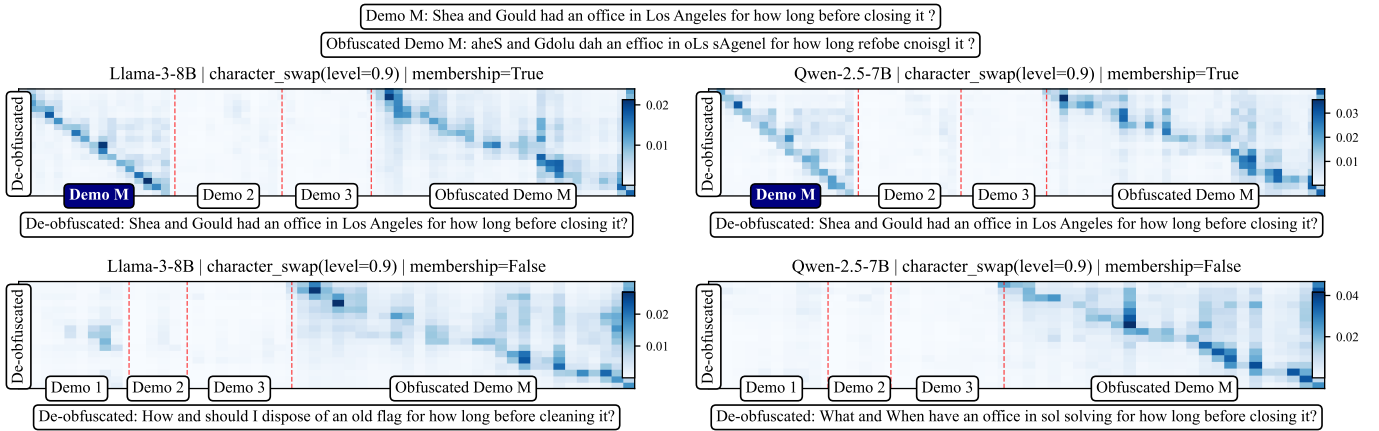 Demo M: Shea and Gould had an office in Los Angeles for how long before closing it ?
Obfuscated Demo M: aheS and Gdolu dah an effioc in oLs sAgenel for how long refobe cnoisgl it ?
Llama-3-8B | character_swap(level=0.9) | membership=True
De-obfuscated
0.02
0.01
Demo M
Demo 2
Demo 3
Obfuscated Demo M
De-obfuscated: Shea and Gould had an office in Los Angeles for how long before closing it?
Qwen-2.5-7B | character_swap(level=0.9) | membership=True
De-obfuscated
0.03
0.02
0.01
Demo M
Demo 2
Demo 3
Obfuscated Demo M
De-obfuscated: Shea and Gould had an office in Los Angeles for how long before closing it?
Llama-3-8B | character_swap(level=0.9) | membership=False
De-obfuscated
0.02
0.01
Demo 1
Demo 2
Demo 3
Obfuscated Demo M
De-obfuscated: How and should I dispose of an old flag for how long before cleaning it?
Qwen-2.5-7B | character_swap(level=0.9) | membership=False
De-obfuscated
0.04
0.02
Demo 1
Demo 2
Demo 3
Obfuscated Demo M
De-obfuscated: What and When have an office in sol solving for how long before closing it?